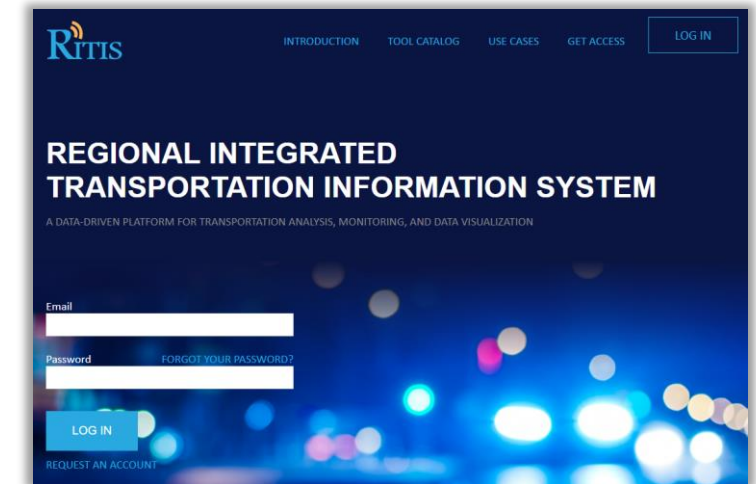 RITIS
INTRODUCTION TOOL CATALOG USE CASES GET ACCESS LOG IN
REGIONAL INTEGRATED
TRANSPORTATION INFORMATION SYSTEM
A DATA-DRIVEN PLATFORM FOR TRANSPORTATION ANALYSIS, MONITORING, AND DATA VISUALIZATION
Email
Password FORGOT YOUR PASSWORD?
LOG IN
REQUEST AN ACCOUNT